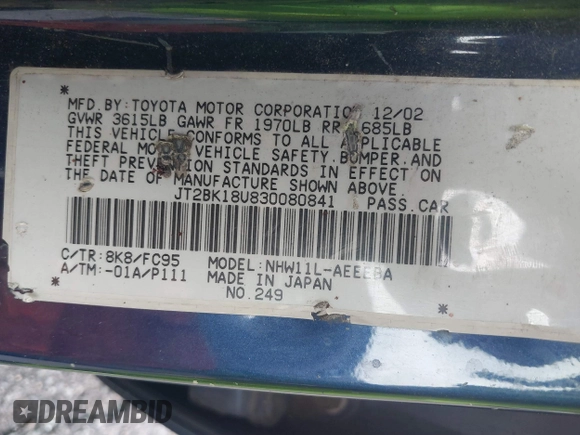 MFD.BY:TOYOTA MOTOR CORPORATION 12/02
GVWR 3615LB GAWR FR 1970LB RR 685LB
THIS VEHICLE CONFORMS TO ALL APPLICABLE
FEDERAL MOTOR VEHICLE SAFETY.BUMPER.AND
THEFT PREVENTION STANDARDS IN EFFECT ON
THE DATE OF MANUFACTURE SHOWN ABOVE.
JT2BK18U830080841 PASS.CAR
C/TR:8K8/FC95 MODEL:NHW11L-AEEEBA
A/TM:-01A/P111 MADE IN JAPAN
NO.249
DREAMBID